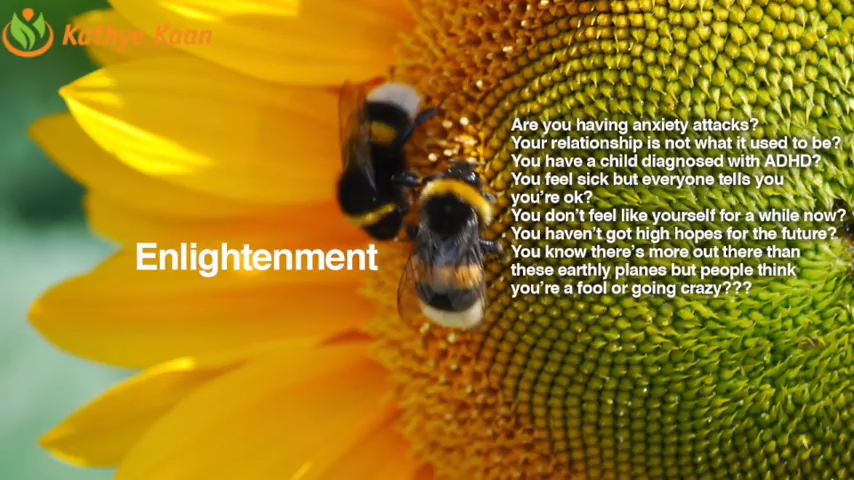 Kathye Kaan
Are you having anxiety attacks?
Your relationship is not what it used to be?
You have a child diagnosed with ADHD?
You feel sick but everyone tells you
you're ok?
You don't feel like yourself for a while now?
You haven't got high hopes for the future?
You know there's more out there than
these earthly planes but people think
you're a fool or going crazy???
Enlightenment